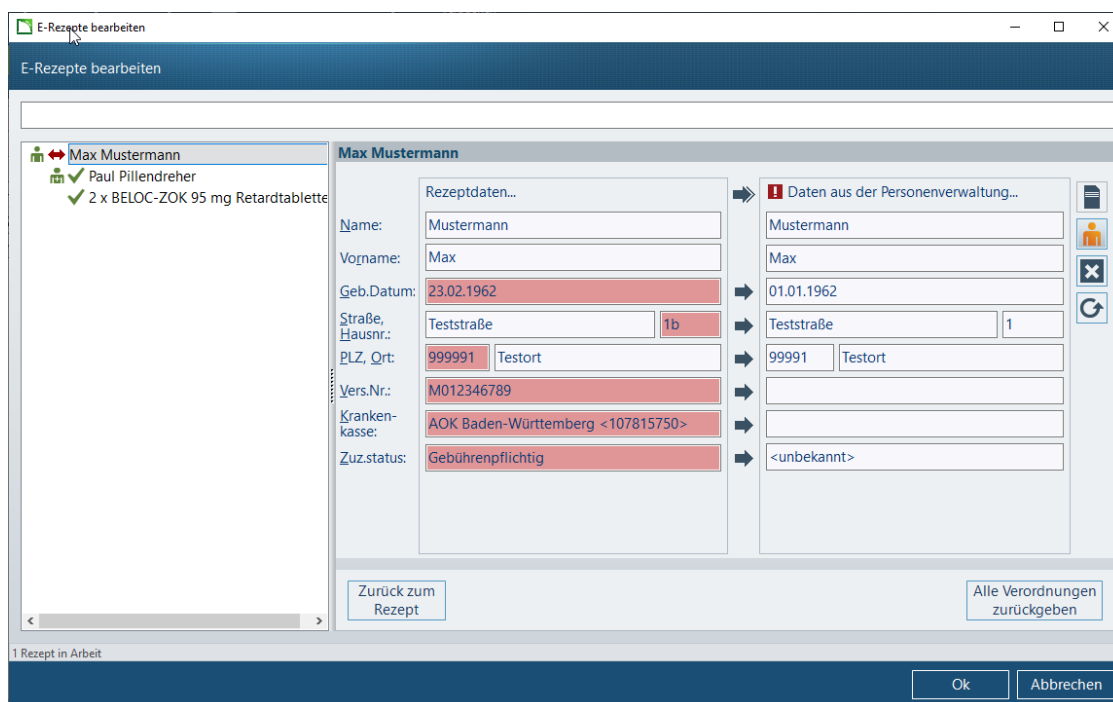 E-Rezepte bearbeiten
E-Rezepte bearbeiten
Max Mustermann
Paul Pillendreher
2 x BELOC-ZOK 95 mg Retardtablette
Max Mustermann
Rezeptdaten...
Daten aus der Personenverwaltung...
Name: Mustermann Mustermann
Vorname: Max Max
Geb.Datum: 23.02.1962 01.01.1962
Straße,
Hausnr.: Teststraße 1b Teststraße 1
PLZ, Ort: 999991 Testort 99991 Testort
Vers.Nr.: M012346789
Kranken-
kasse: AOK Baden-Württemberg <107815750>
Zuz.status: Gebührenpflichtig <unbekannt>
Zurück zum
Rezept
Alle Verordnungen
zurückgeben
1 Rezept in Arbeit
Ok Abbrechen